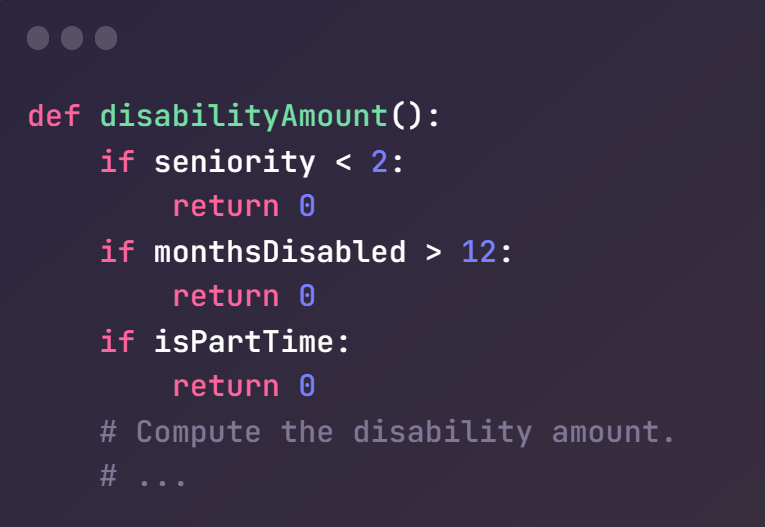 def disabilityAmount():
    if seniority < 2:
        return 0
    if monthsDisabled > 12:
        return 0
    if isPartTime:
        return 0
    # Compute the disability amount.
    # ...